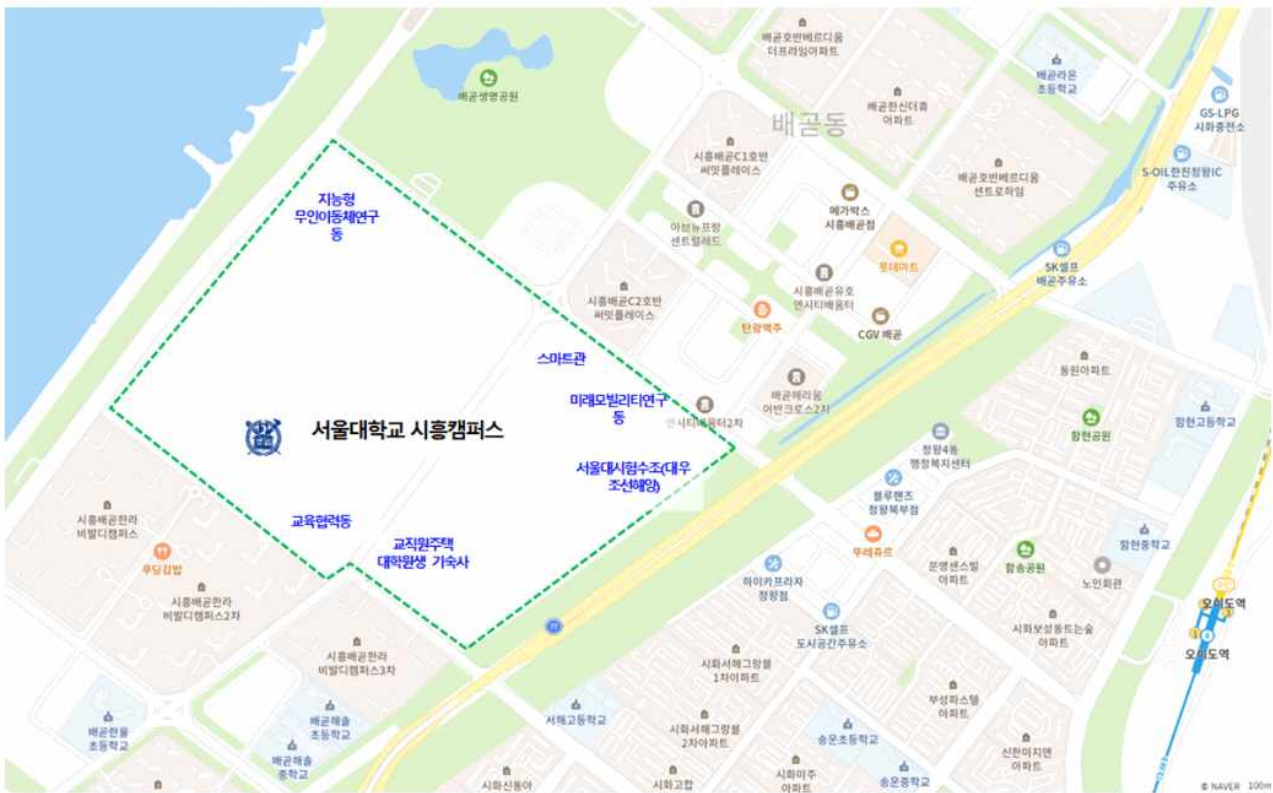 배곧생명공원
배곧호반베르디움
더프라임아파트
배곧라온
초등학교
GS-LPG
시화충전소
배곧한신더휴
아파트
배곧동
시흥배곧C1호반
써밋플레이스
S-OIL한진정왕IC
주유소
배곧호반베르디움
센트로하임
지능형
무인이동체연구
동
메가박스
시흥배곧점
아브뉴프랑
센트럴레드
롯데마트
SK셀프
배곧주유소
시흥배곧C2호반
써밋플레이스
시흥배곧유호
엔시티배움터
탄광맥주
CGV 배곧
스마트관
동원아파트
미래모빌리티연구
동
배곧헤리움
어반크로스2차
엔시티배움터2차
함현공원
함현고등학교
서울대학교 시흥캠퍼스
정왕4동
행정복지센터
서울대시험수조(대우
조선해양)
블루핸즈
정왕북부점
시흥배곧한라
비발디캠퍼스
교육협력동
뚜레쥬르
함현중학교
교직원주택
대학원생 기숙사
푸딩김밥
문영센스빌
아파트
함송공원
노인회관
하이카프라자
정왕점
시흥배곧한라
비발디캠퍼스2차
오이도역
77
SK셀프
도시공간주유소
시화보성동트는숲
아파트
오이도역
4
시흥배곧한라
비발디캠퍼스3차
시화서해그랑블
1차아파트
부성파스텔
아파트
배곧한울
초등학교
배곧해솔
초등학교
서해고등학교
시화서해그랑블
2차아파트
송운초등학교
신한미지앤
아파트
배곧해솔
중학교
시화신동아
시화고합
시화미주
아파트
송운중학교
© NAVER 100m